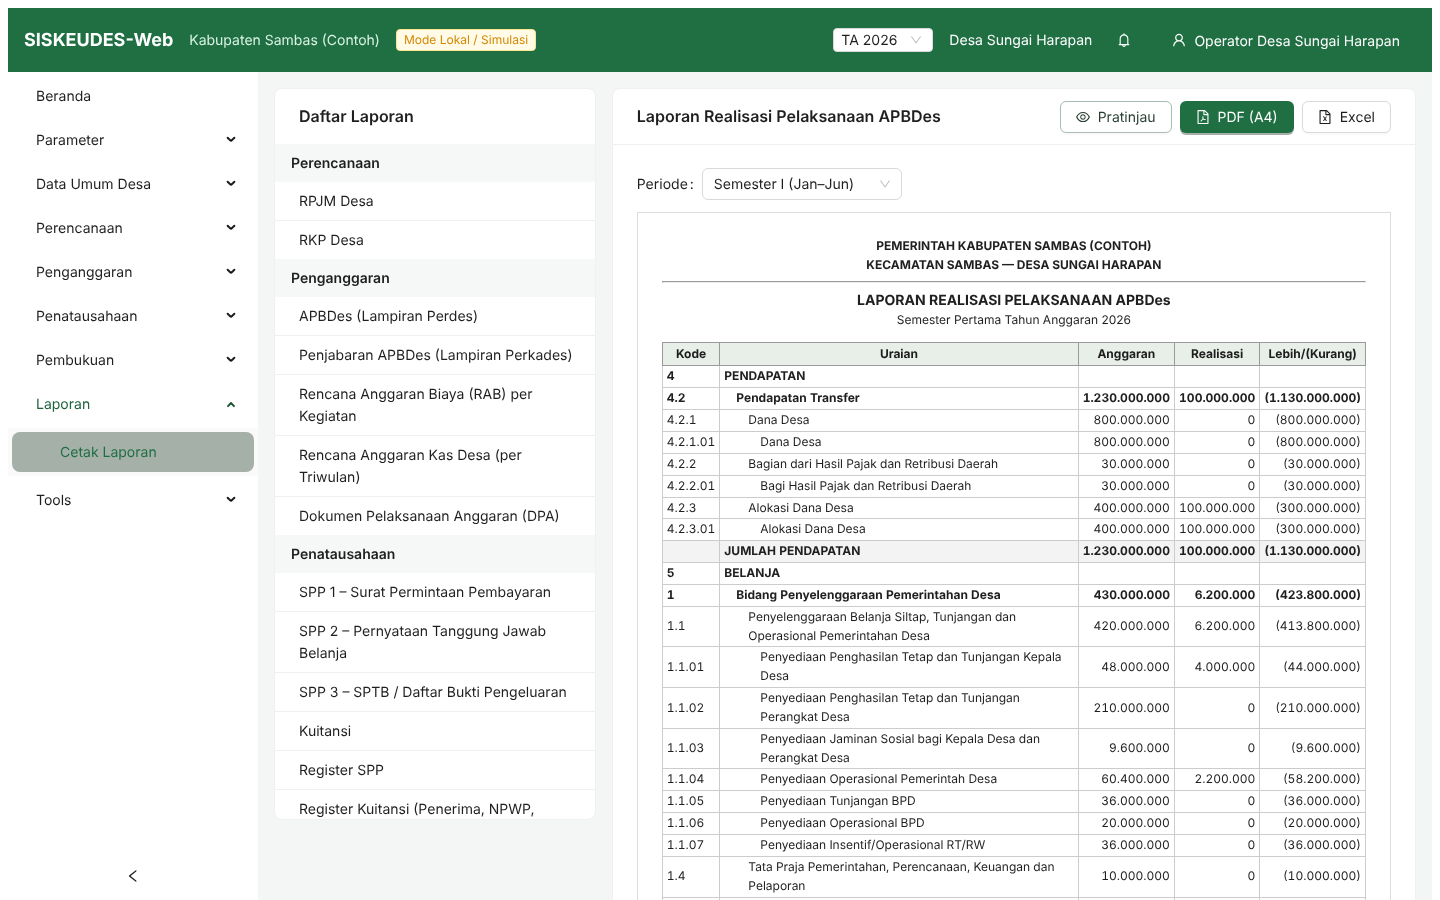 SISKEUDES-Web Kabupaten Sambas (Contoh) Mode Lokal / Simulasi TA 2026 Desa Sungai Harapan Operator Desa Sungai Harapan
Beranda
Parameter
Data Umum Desa
Perencanaan
Penganggaran
Penatausahaan
Pembukuan
Laporan
Cetak Laporan
Tools
Daftar Laporan
Perencanaan
RPJM Desa
RKP Desa
Penganggaran
APBDes (Lampiran Perdes)
Penjabaran APBDes (Lampiran Perkades)
Rencana Anggaran Biaya (RAB) per
Kegiatan
Rencana Anggaran Kas Desa (per
Triwulan)
Dokumen Pelaksanaan Anggaran (DPA)
Penatausahaan
SPP 1 – Surat Permintaan Pembayaran
SPP 2 – Pernyataan Tanggung Jawab
Belanja
SPP 3 – SPTB / Daftar Bukti Pengeluaran
Kuitansi
Register SPP
Register Kuitansi (Penerima, NPWP,
Laporan Realisasi Pelaksanaan APBDes Pratinjau PDF (A4) Excel
Periode : Semester I (Jan–Jun)
PEMERINTAH KABUPATEN SAMBAS (CONTOH)
KECAMATAN SAMBAS — DESA SUNGAI HARAPAN
LAPORAN REALISASI PELAKSANAAN APBDes
Semester Pertama Tahun Anggaran 2026
Kode Uraian Anggaran Realisasi Lebih/(Kurang)
4 PENDAPATAN
4.2 Pendapatan Transfer 1.230.000.000 100.000.000 (1.130.000.000)
4.2.1 Dana Desa 800.000.000 0 (800.000.000)
4.2.1.01 Dana Desa 800.000.000 0 (800.000.000)
4.2.2 Bagian dari Hasil Pajak dan Retribusi Daerah 30.000.000 0 (30.000.000)
4.2.2.01 Bagi Hasil Pajak dan Retribusi Daerah 30.000.000 0 (30.000.000)
4.2.3 Alokasi Dana Desa 400.000.000 100.000.000 (300.000.000)
4.2.3.01 Alokasi Dana Desa 400.000.000 100.000.000 (300.000.000)
JUMLAH PENDAPATAN 1.230.000.000 100.000.000 (1.130.000.000)
5 BELANJA
1 Bidang Penyelenggaraan Pemerintahan Desa 430.000.000 6.200.000 (423.800.000)
1.1 Penyelenggaraan Belanja Siltap, Tunjangan dan
Operasional Pemerintahan Desa 420.000.000 6.200.000 (413.800.000)
1.1.01 Penyediaan Penghasilan Tetap dan Tunjangan Kepala
Desa 48.000.000 4.000.000 (44.000.000)
1.1.02 Penyediaan Penghasilan Tetap dan Tunjangan
Perangkat Desa 210.000.000 0 (210.000.000)
1.1.03 Penyediaan Jaminan Sosial bagi Kepala Desa dan
Perangkat Desa 9.600.000 0 (9.600.000)
1.1.04 Penyediaan Operasional Pemerintah Desa 60.400.000 2.200.000 (58.200.000)
1.1.05 Penyediaan Tunjangan BPD 36.000.000 0 (36.000.000)
1.1.06 Penyediaan Operasional BPD 20.000.000 0 (20.000.000)
1.1.07 Penyediaan Insentif/Operasional RT/RW 36.000.000 0 (36.000.000)
1.4 Tata Praja Pemerintahan, Perencanaan, Keuangan dan
Pelaporan 10.000.000 0 (10.000.000)